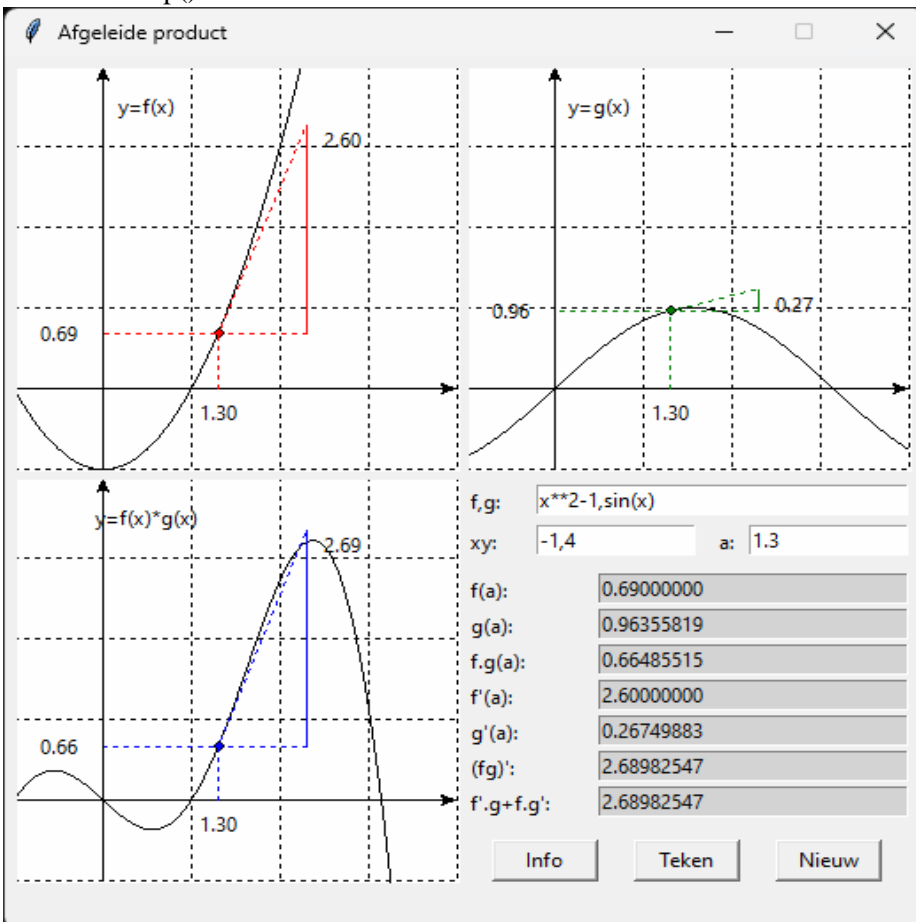 Afgeleide product
y=f(x)
2.60
0.69
1.30
y=g(x)
0.96
0.27
1.30
y=f(x)*g(x)
2.69
0.66
1.30
f,g: x**2-1,sin(x)
xy: -1,4 a: 1.3
f(a): 0.69000000
g(a): 0.96355819
f.g(a): 0.66485515
f'(a): 2.60000000
g'(a): 0.26749883
(fg)': 2.68982547
f'.g+f.g': 2.68982547
Info Teken Nieuw